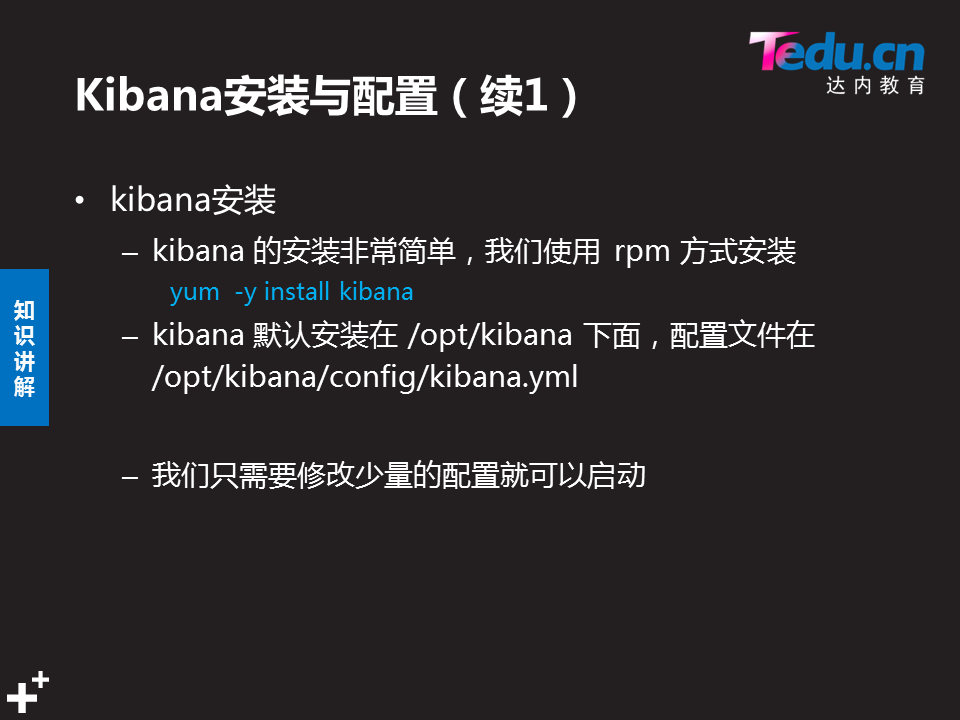 Tedu.cn
达内教育
Kibana安装与配置（续1）
• kibana安装
– kibana 的安装非常简单，我们使用 rpm 方式安装
yum -y install kibana
– kibana 默认安装在 /opt/kibana 下面，配置文件在
/opt/kibana/config/kibana.yml
– 我们只需要修改少量的配置就可以启动
知
识
讲
解